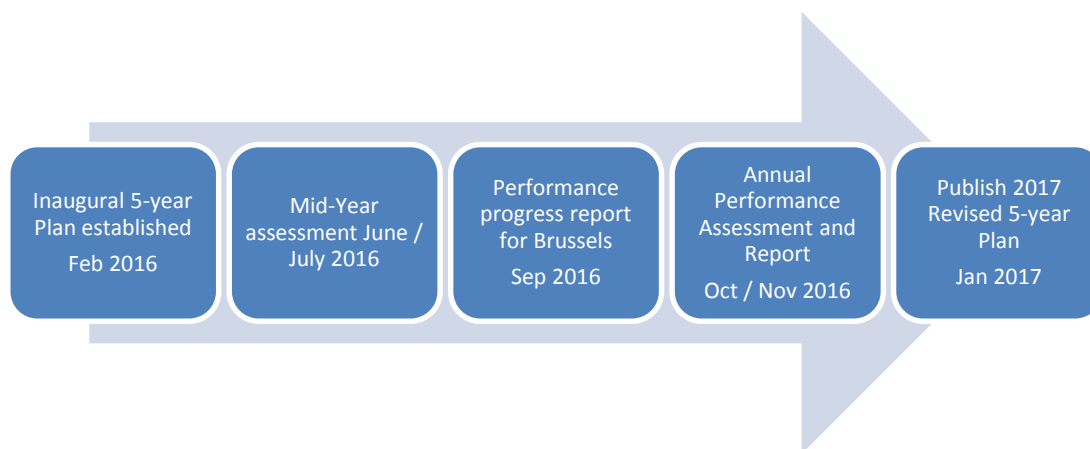 Inaugural 5-year
Plan established
Feb 2016
Mid-Year
assessment June /
July 2016
Performance
progress report
for Brussels
Sep 2016
Annual
Performance
Assessment and
Report
Oct / Nov 2016
Publish 2017
Revised 5-year
Plan
Jan 2017